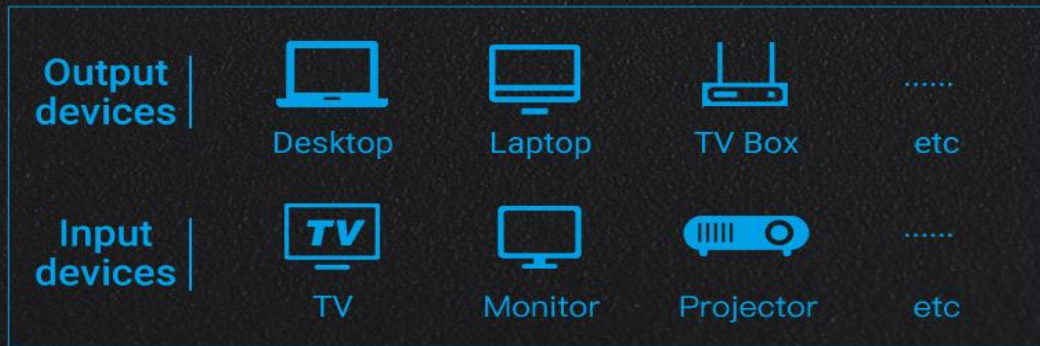 Output
devices
Desktop
Laptop
TV Box
......
etc
Input
devices
TV
TV
Monitor
Projector
......
etc